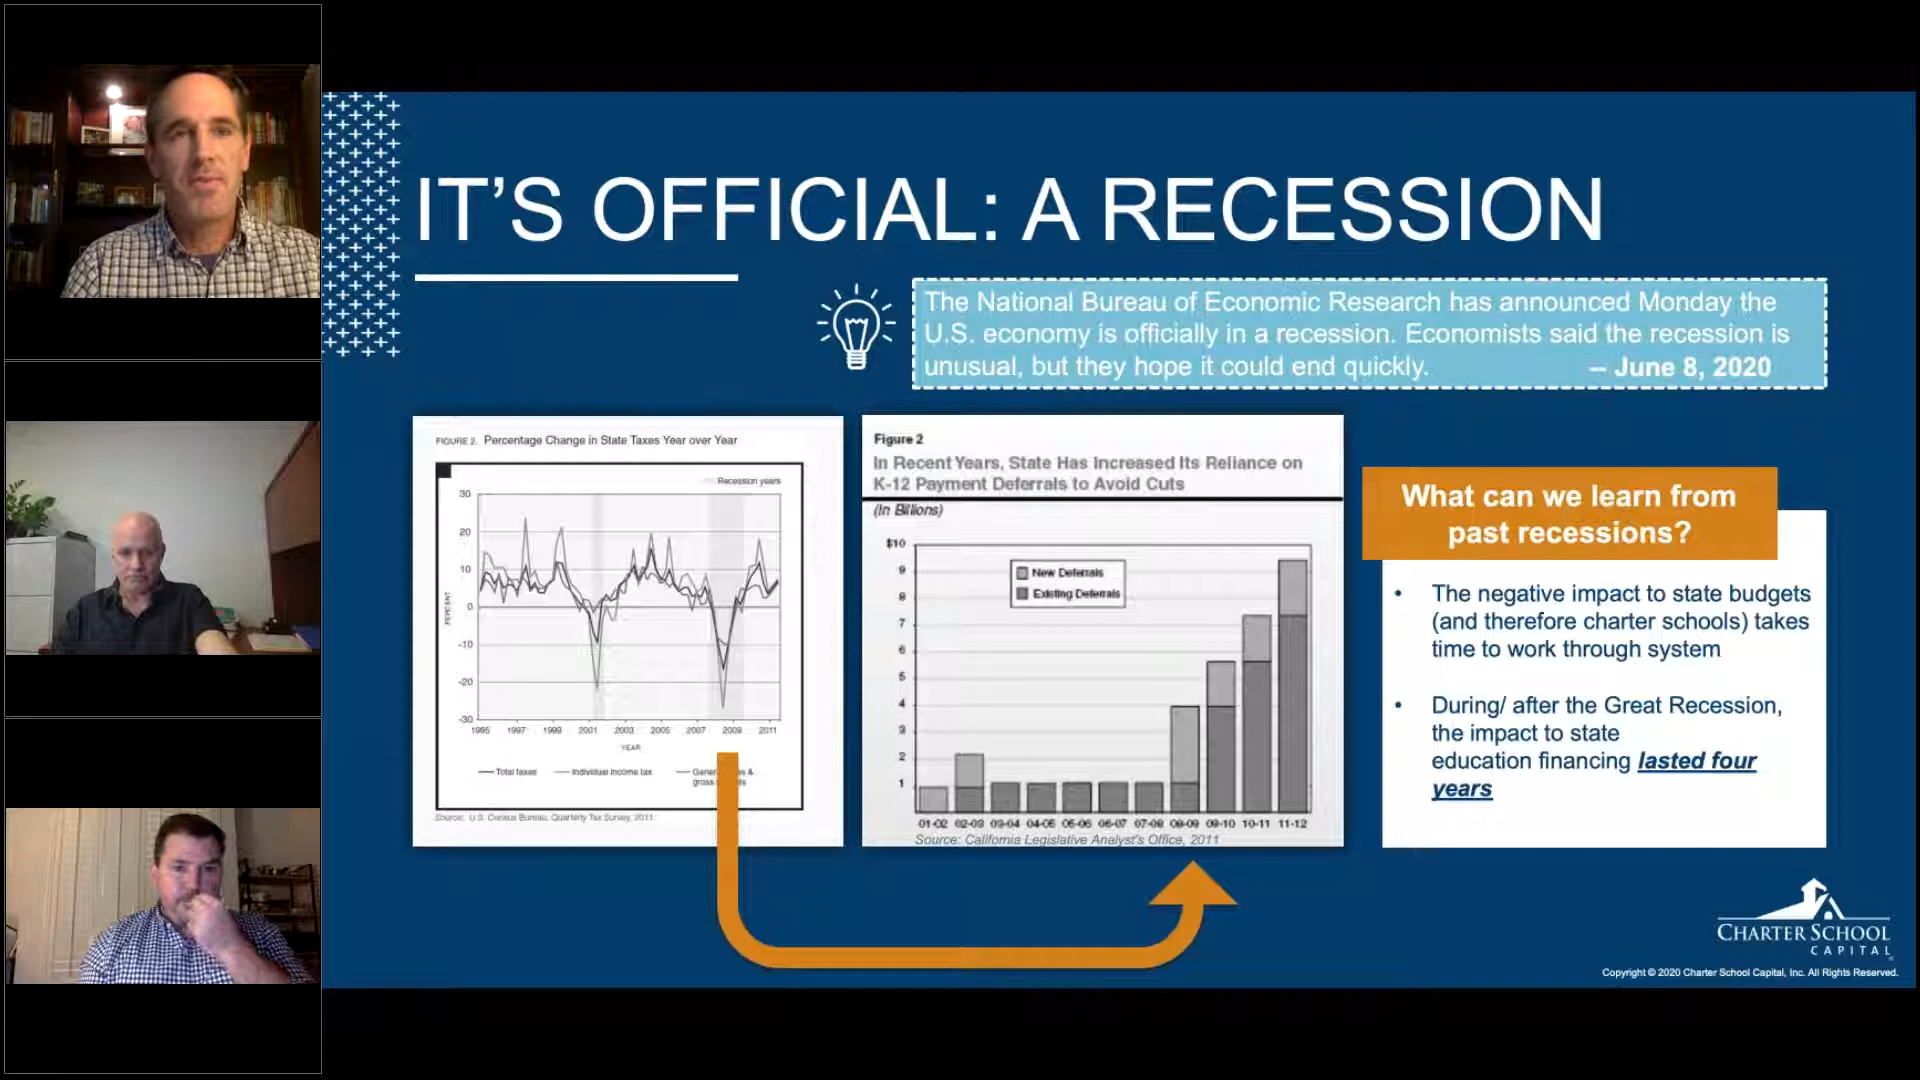 IT'S OFFICIAL: A RECESSION
The National Bureau of Economic Research has announced Monday the
U.S. economy is officially in a recession. Economists said the recession is
unusual, but they hope it could end quickly. – June 8, 2020
FIGURE 2. Percentage Change in State Taxes Year over Year
Recession years
30
20
10
0
-10
-20
-30
PERCENT
1995 1997 1999 2001 2003 2005 2007 2009 2011
YEAR
Total taxes Individual income tax
gross
Source: U.S. Census Bureau, Quarterly Tax Survey, 2011
Figure 2
In Recent Years, State Has Increased Its Reliance on
K-12 Payment Deferrals to Avoid Cuts
(In Billions)
$10
9
8
7
6
5
4
3
2
1
New Deferrals
Existing Deferrals
01-02 02-03 03-04 04-05 05-06 06-07 07-08 08-09 09-10 10-11 11-12
Source: California Legislative Analyst's Office, 2011
What can we learn from
past recessions?
• The negative impact to state budgets
(and therefore charter schools) takes
time to work through system
• During/ after the Great Recession,
the impact to state
education financing lasted four
years
CHARTER SCHOOL
CAPITAL
Copyright © 2020 Charter School Capital, Inc. All Rights Reserved.